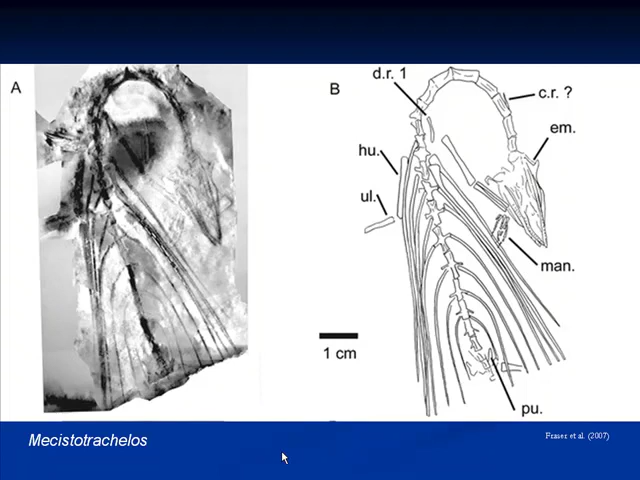 A
B
d.r. 1
c.r. ?
em.
hu.
ul.
man.
1 cm
pu.
Mecistotrachelos
Fraser et al. (2007)